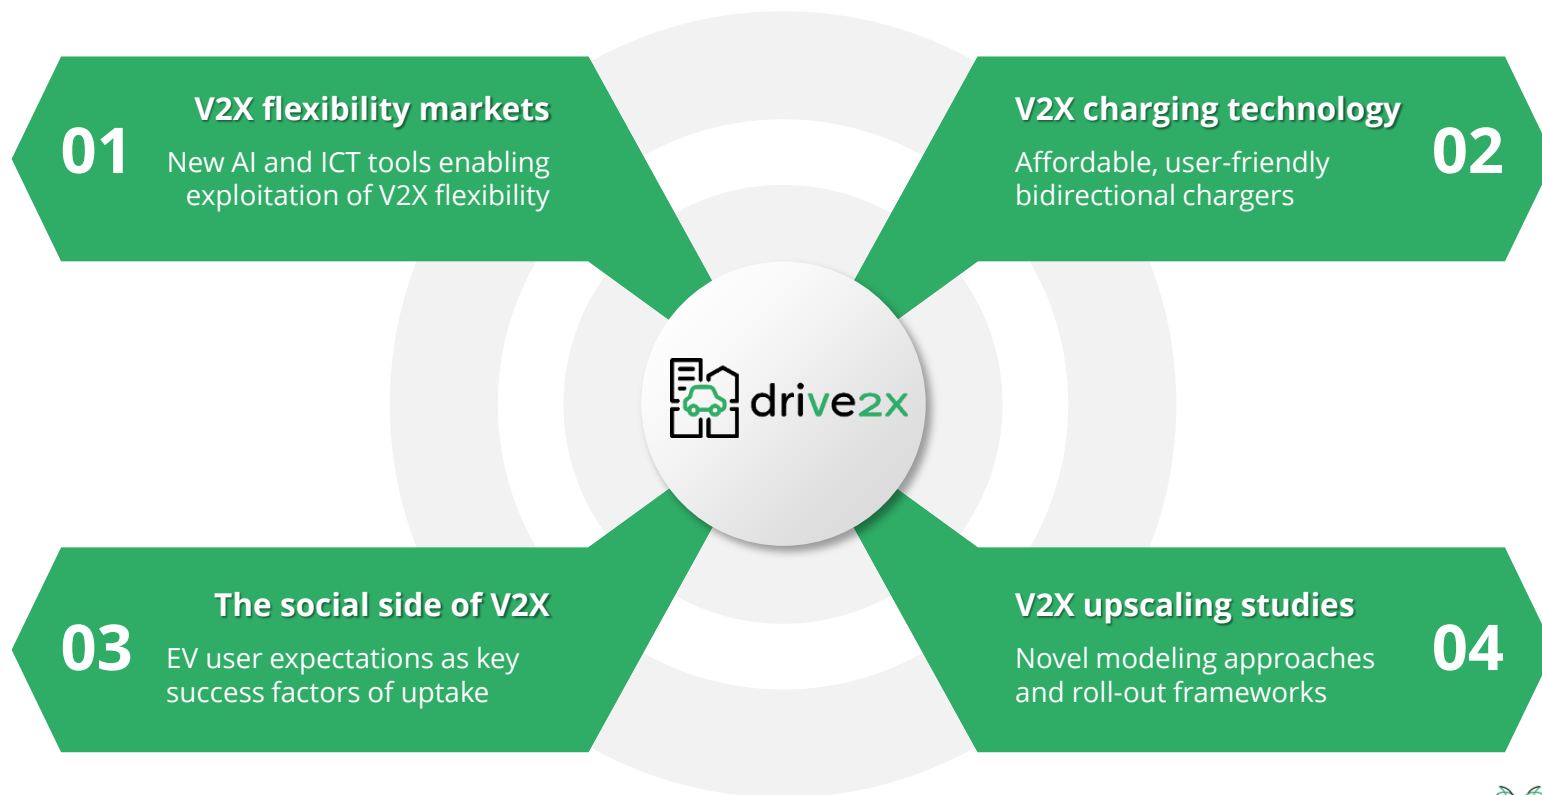 01
V2X flexibility markets
New AI and ICT tools enabling
exploitation of V2X flexibility
V2X charging technology
Affordable, user-friendly
bidirectional chargers
02
drive2x
03
The social side of V2X
EV user expectations as key
success factors of uptake
V2X upscaling studies
Novel modeling approaches
and roll-out frameworks
04